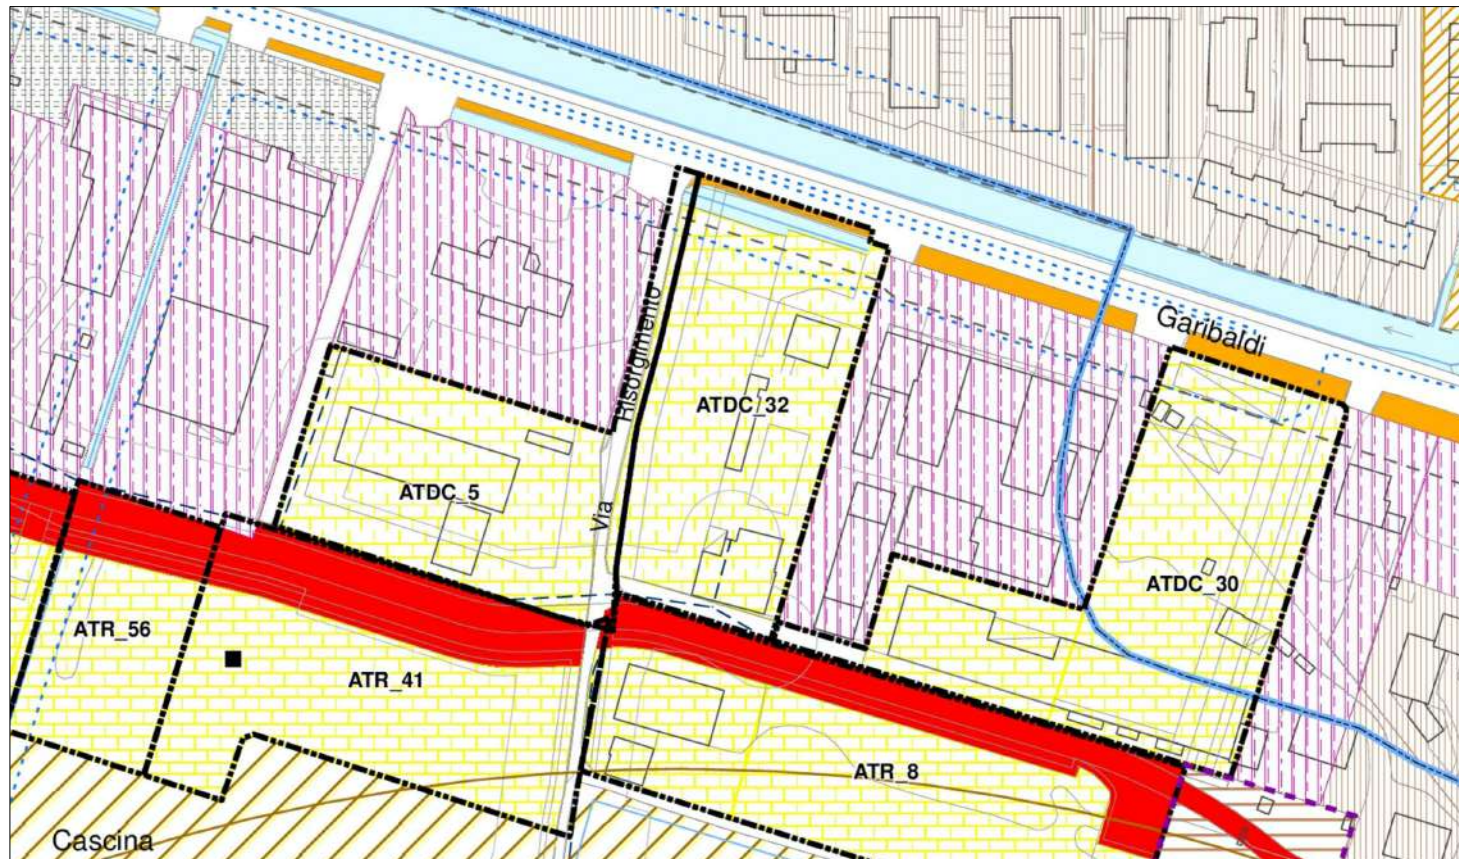 Garibaldi
Risorgimento
Via
ATDC_32
ATDC_5
ATDC_30
ATR_56
ATR_41
ATR_8
Cascina